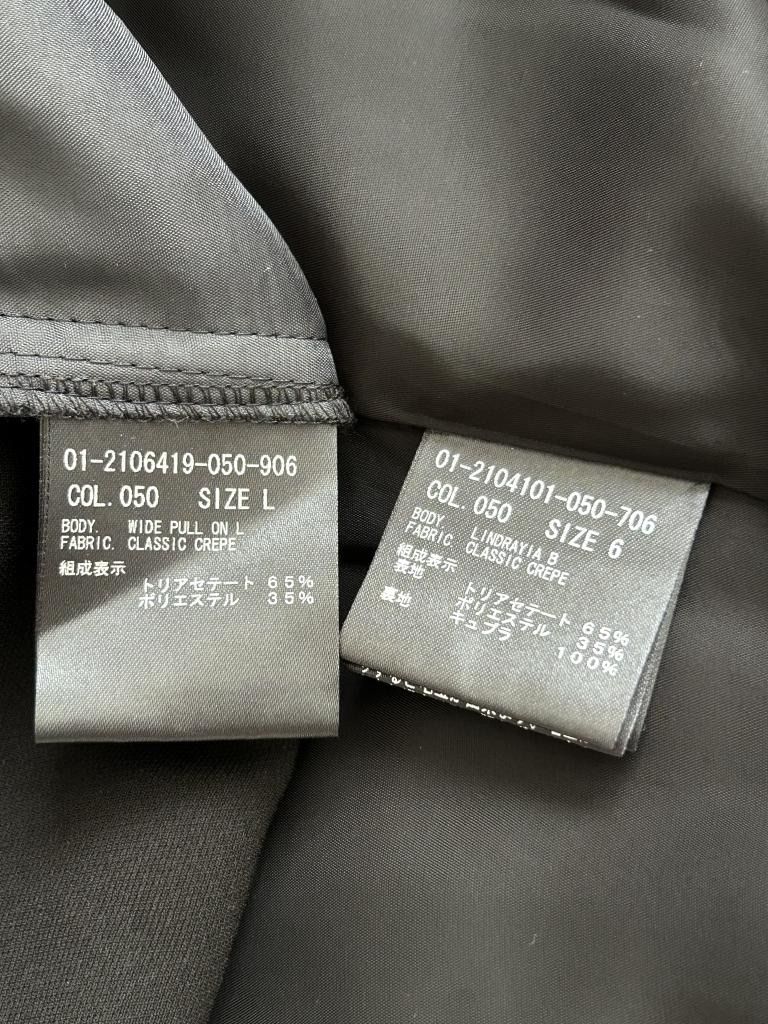 01-2106419-050-906
COL. 050 SIZE L
BODY. WIDE PULL ON L
FABRIC. CLASSIC CREPE
組成表示
トリアセテート 65%
ポリエステル 35%
01-2104101-050-706
COL. 050 SIZE 6
BODY. LINDRAYIA B
FABRIC. CLASSIC CREPE
組成表示
表地 トリアセテート 65%
ポリエステル 35%
裏地 キュプラ 100%